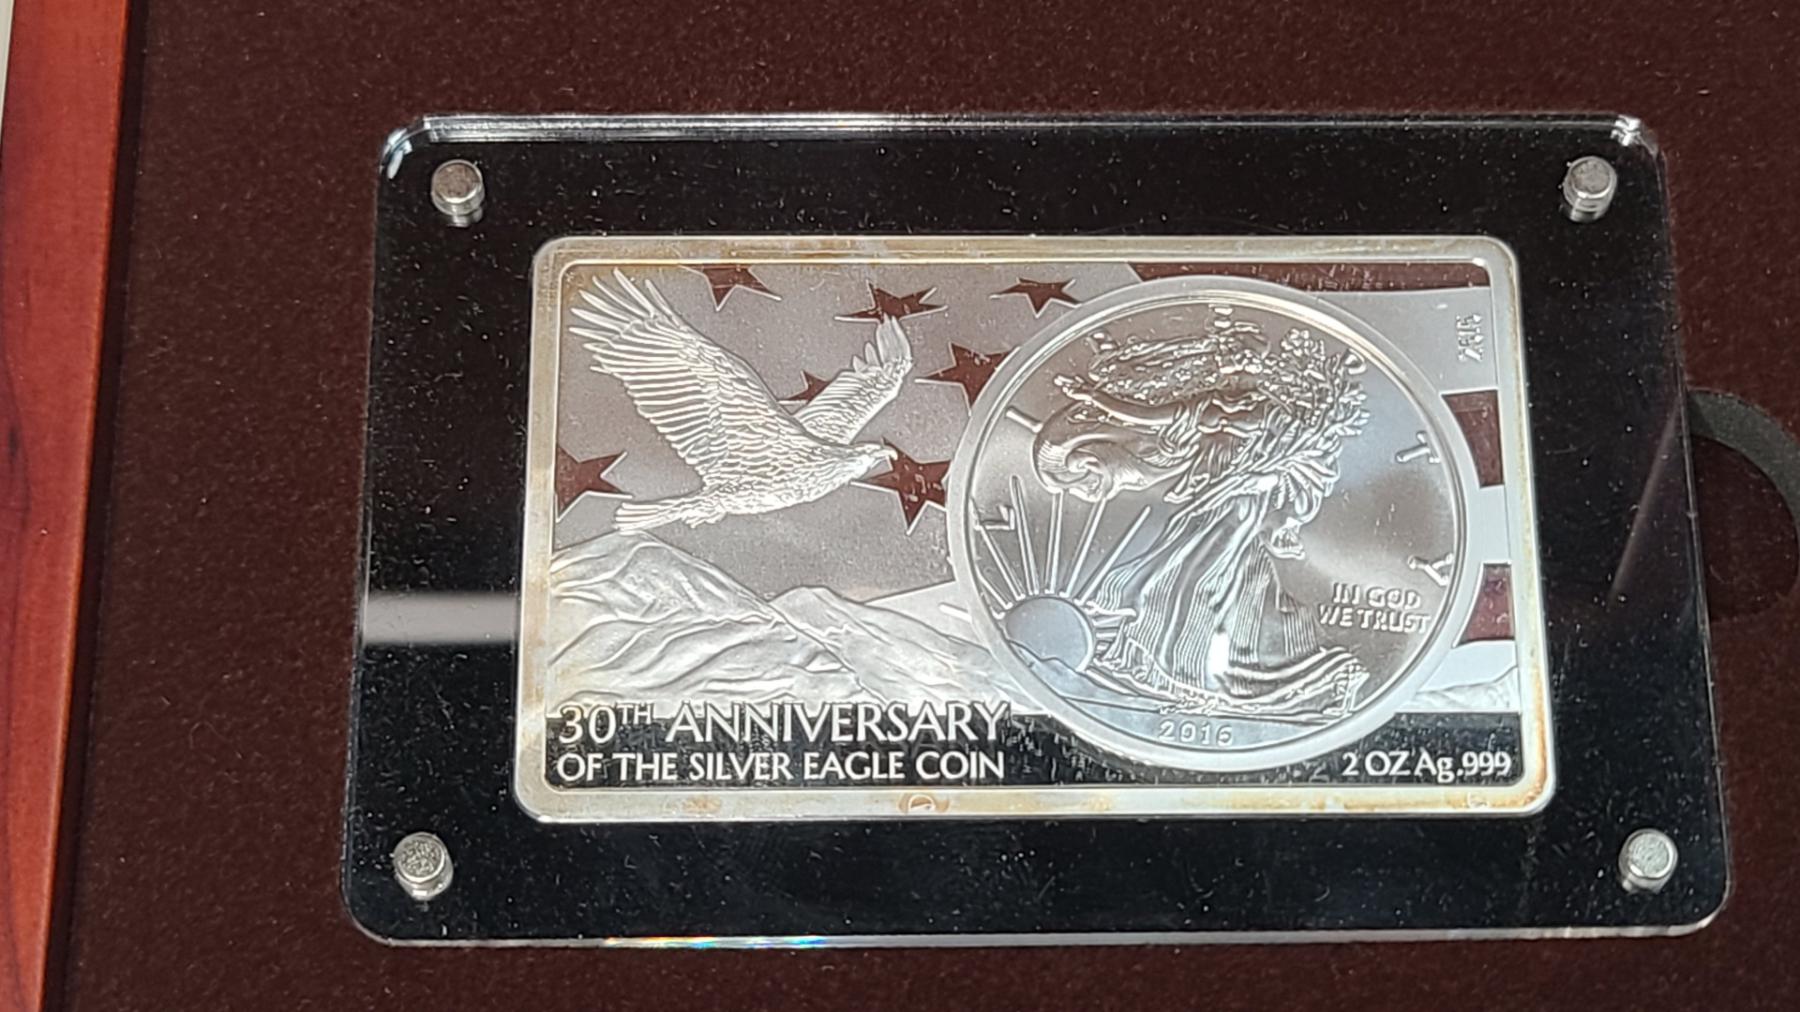 LIBERTY
IN GOD
WE TRUST
2016
30TH ANNIVERSARY
OF THE SILVER EAGLE COIN
2 OZ Ag .999